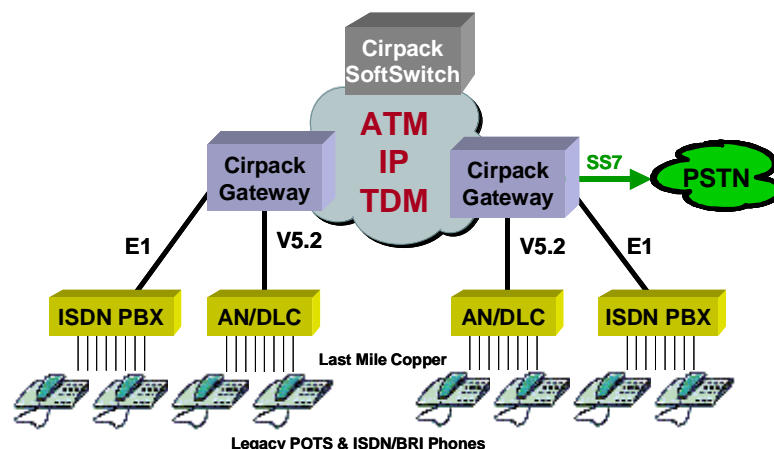 Cirpack
SoftSwitch
ATM
IP
TDM
Cirpack
Gateway
Cirpack
Gateway
SS7
PSTN
E1
V5.2
V5.2
E1
ISDN PBX
AN/DLC
AN/DLC
ISDN PBX
Last Mile Copper
Legacy POTS & ISDN/BRI Phones